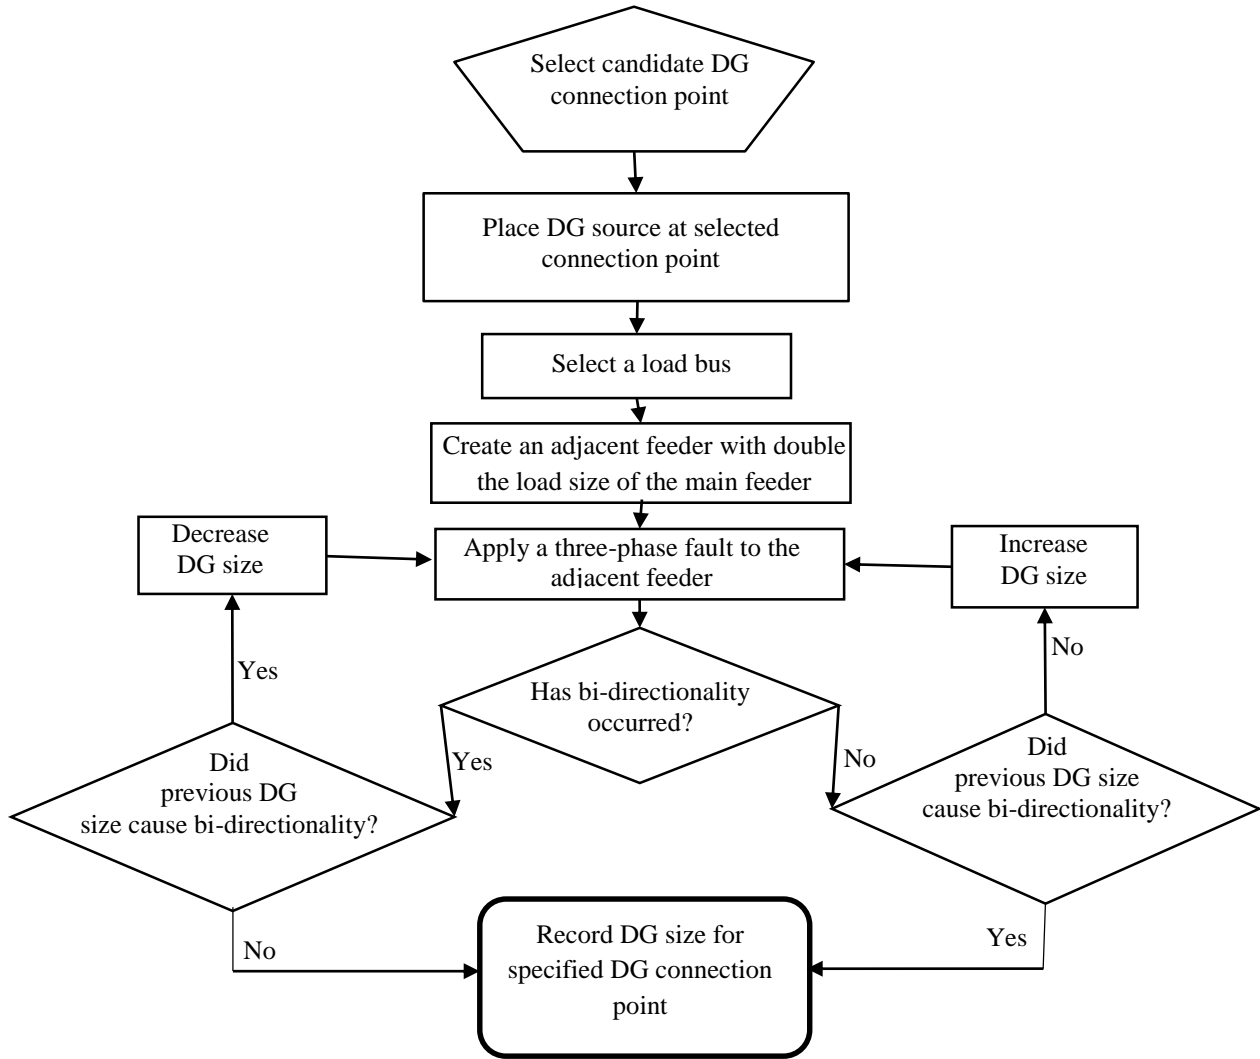 Select candidate DG
connection point
Place DG source at selected
connection point
Select a load bus
Create an adjacent feeder with double
the load size of the main feeder
Decrease
DG size
Apply a three-phase fault to the
adjacent feeder
Increase
DG size
Yes
No
Has bi-directionality
occurred?
Yes
No
Did
previous DG
size cause bi-directionality?
Did
previous DG size
cause bi-directionality?
No
Record DG size for
specified DG connection
point
Yes